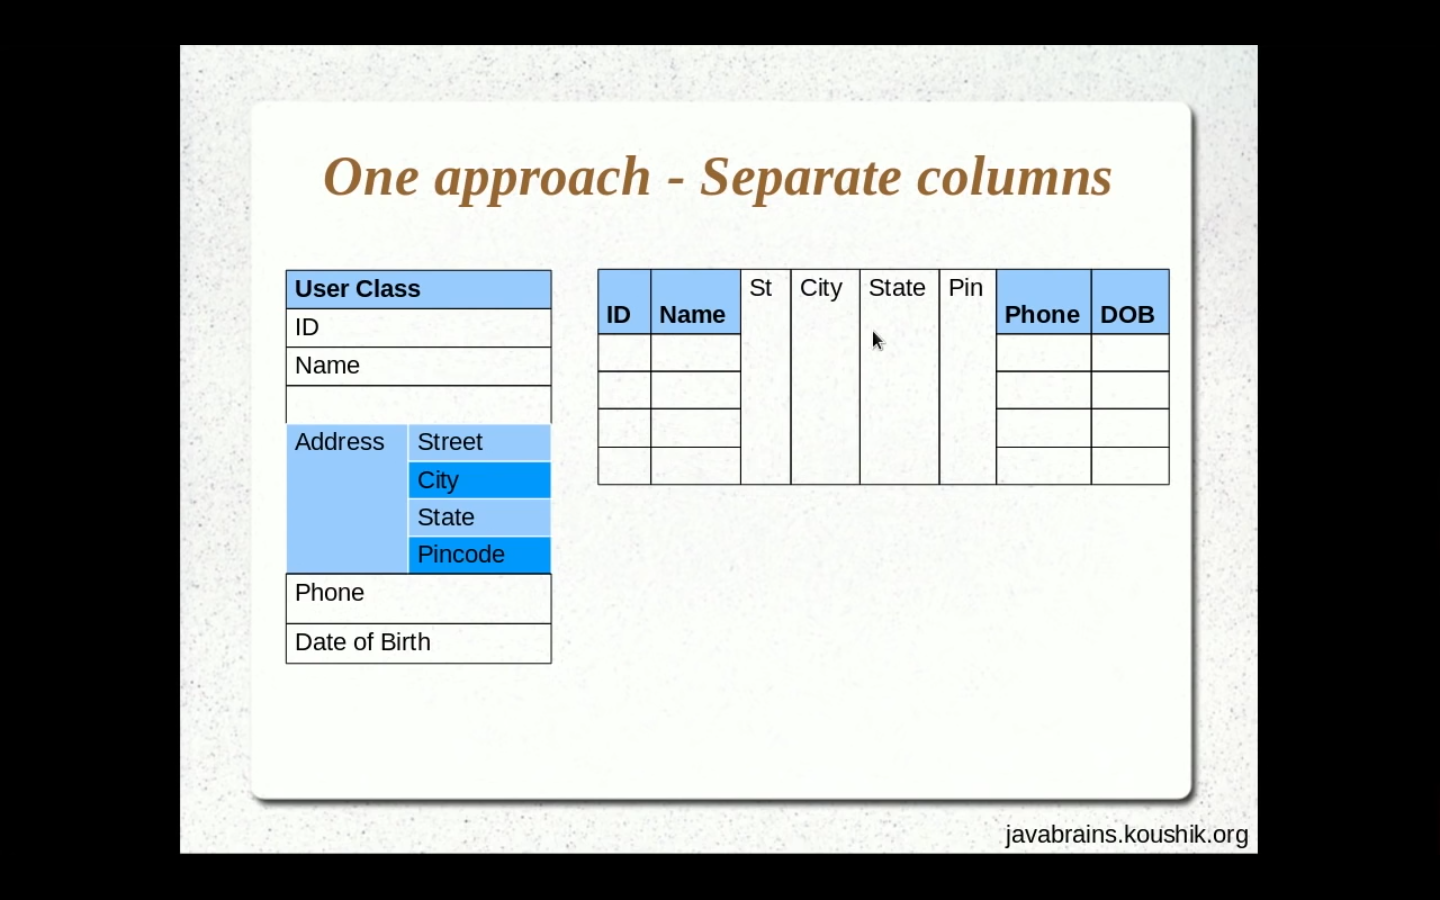 One approach - Separate columns
User Class
ID
Name
Address Street
City
State
Pincode
Phone
Date of Birth
ID Name St City State Pin Phone DOB
javabrains.koushik.org